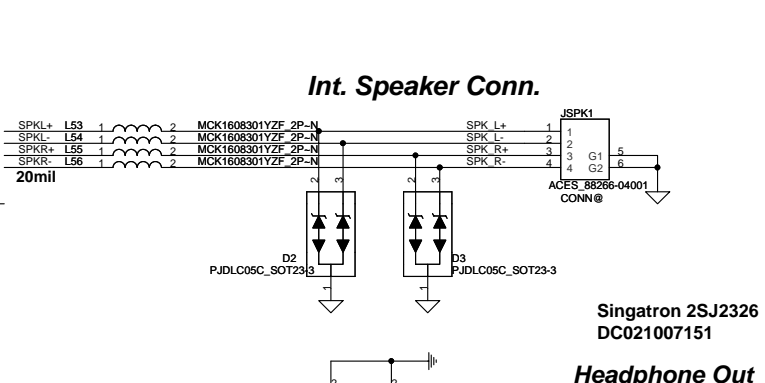 Int. Speaker Conn.
JSPK1
SPKL+ L53 1 2 MCK1608301YZF_2P~N SPK_L+ 1 1
SPKL- L54 1 2 MCK1608301YZF_2P~N SPK_L- 2 2
SPKR+ L55 1 2 MCK1608301YZF_2P~N SPK_R+ 3 3 G1 5
SPKR- L56 1 2 MCK1608301YZF_2P~N SPK_R- 4 4 G2 6
20mil
ACES_88266-04001
CONN@
2 3 2 3
D2
PJDLC05C_SOT23-3
D3
PJDLC05C_SOT23-3
1 1
Singatron 2SJ2326
DC021007151
Headphone Out
2 2